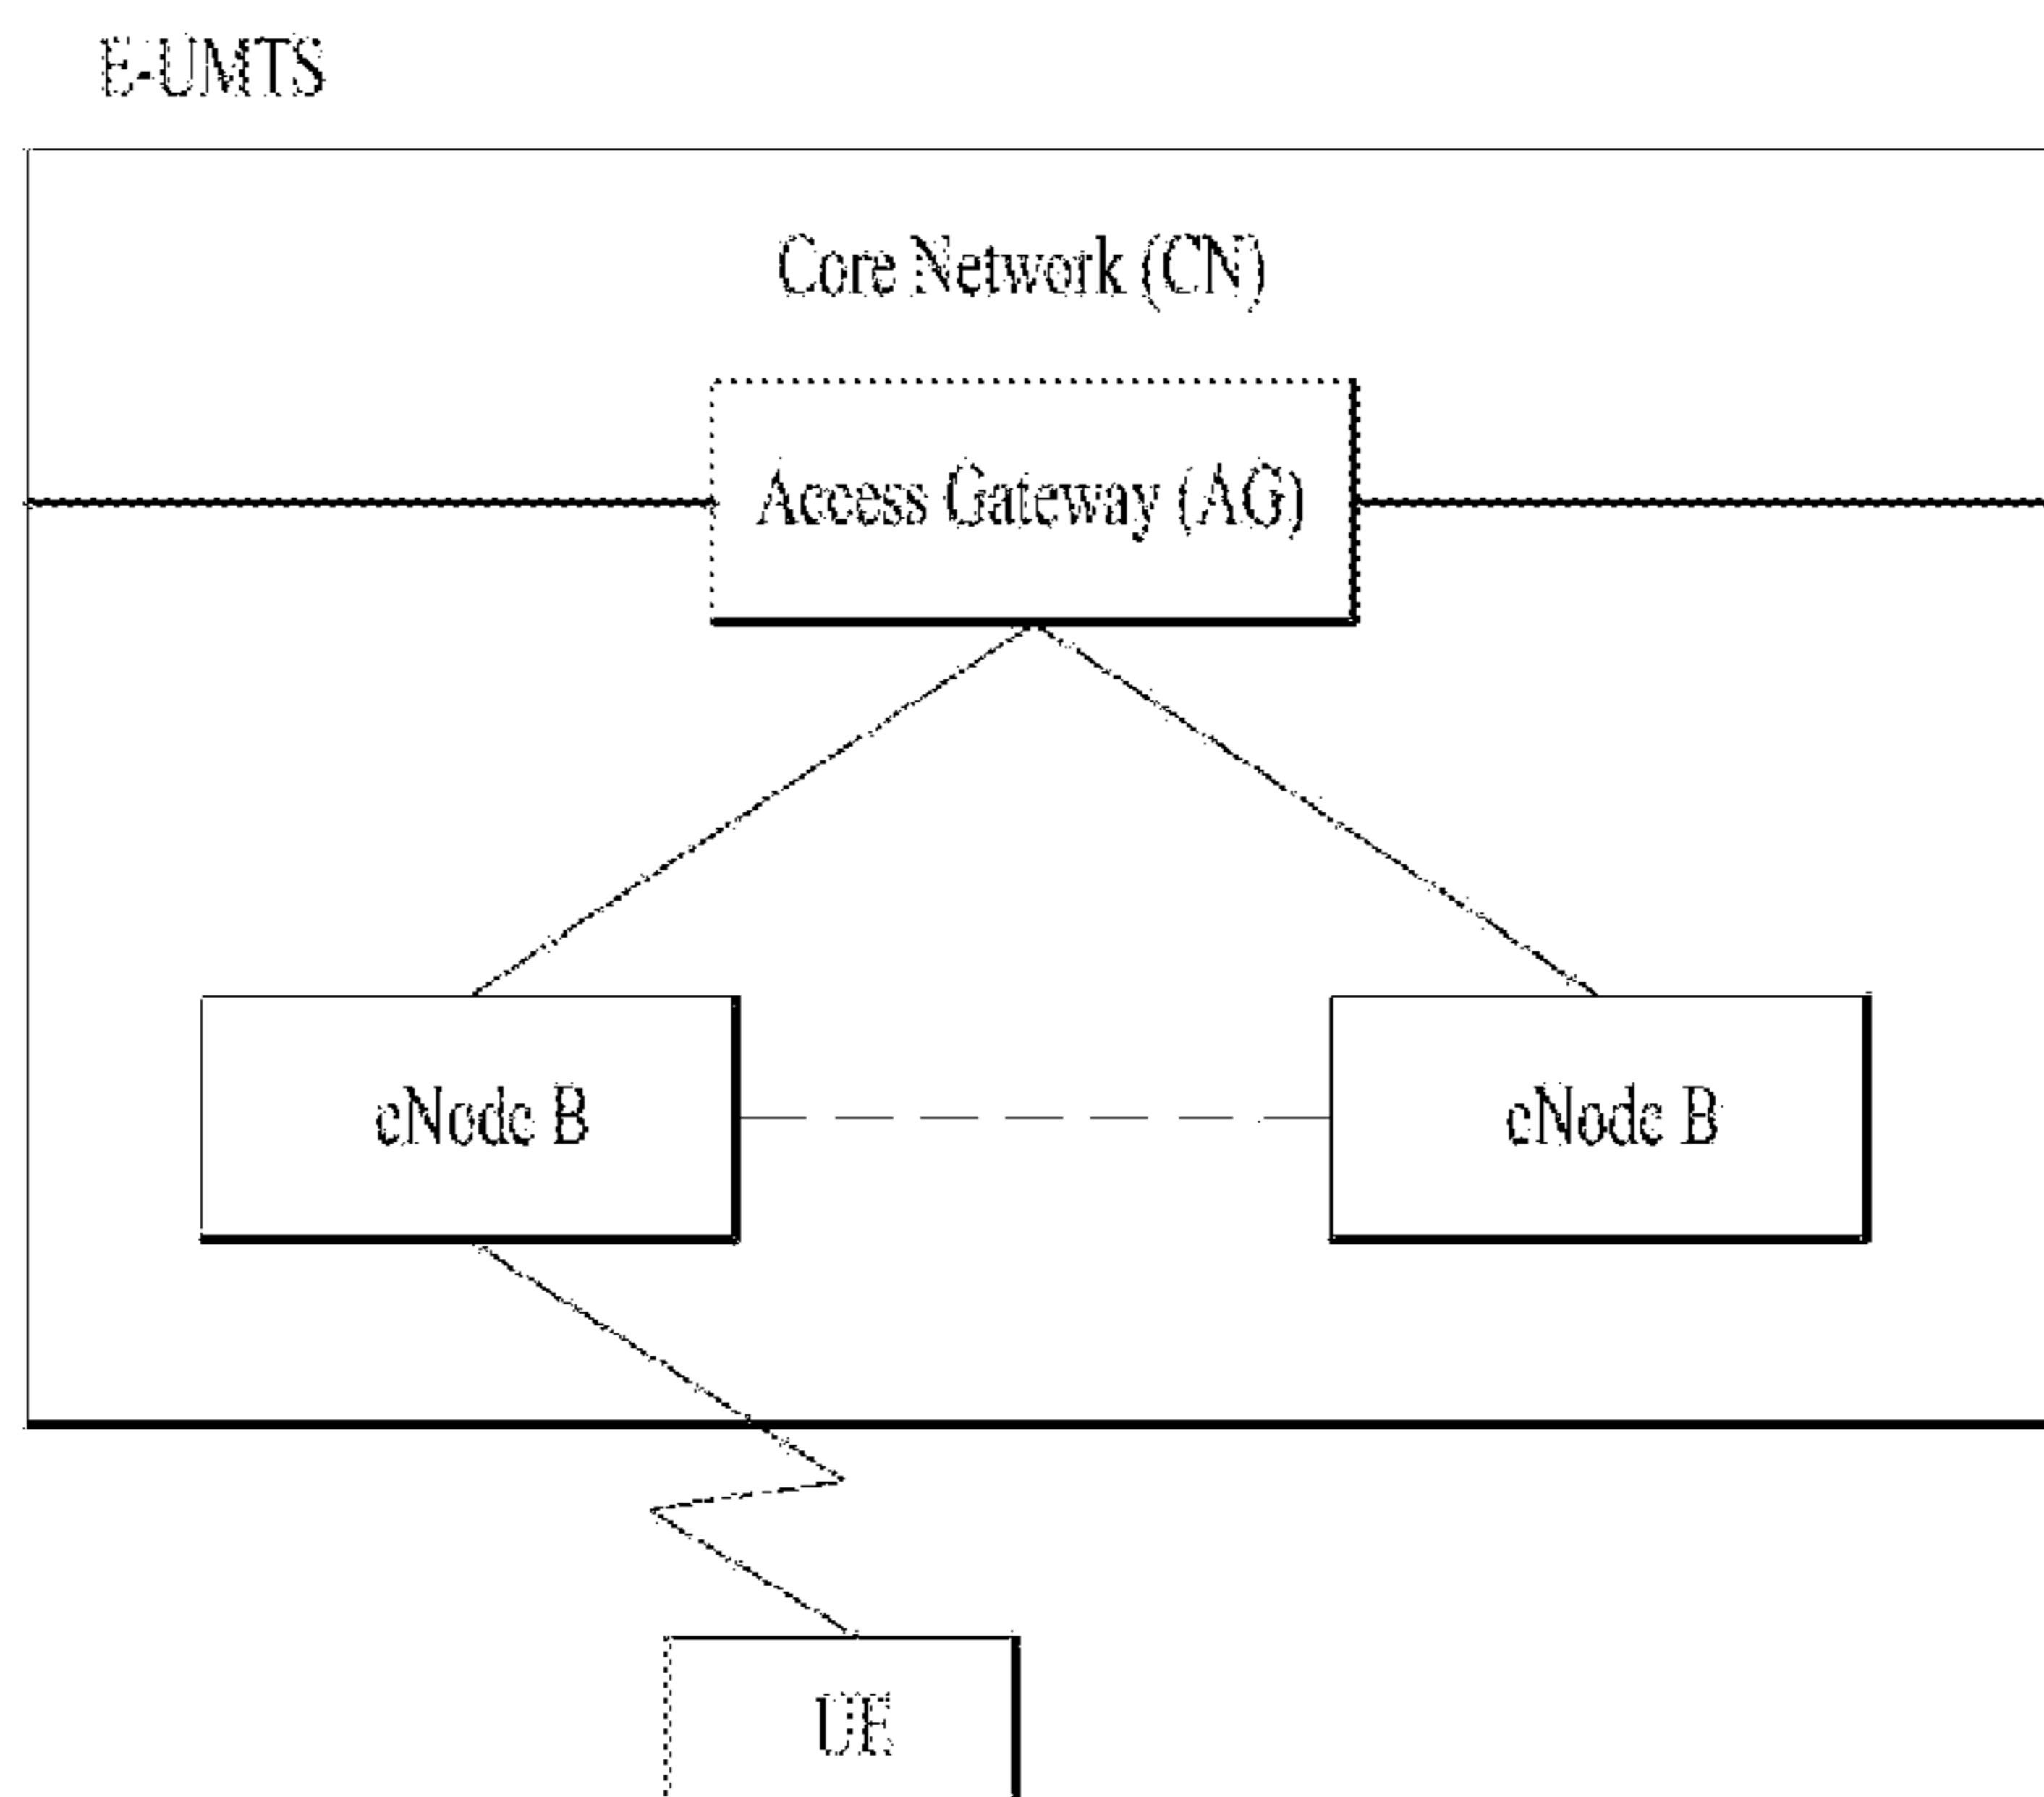 E-UMTS
Core Network (CN)
Access Gateway (AG)
eNode B
eNode B
UE